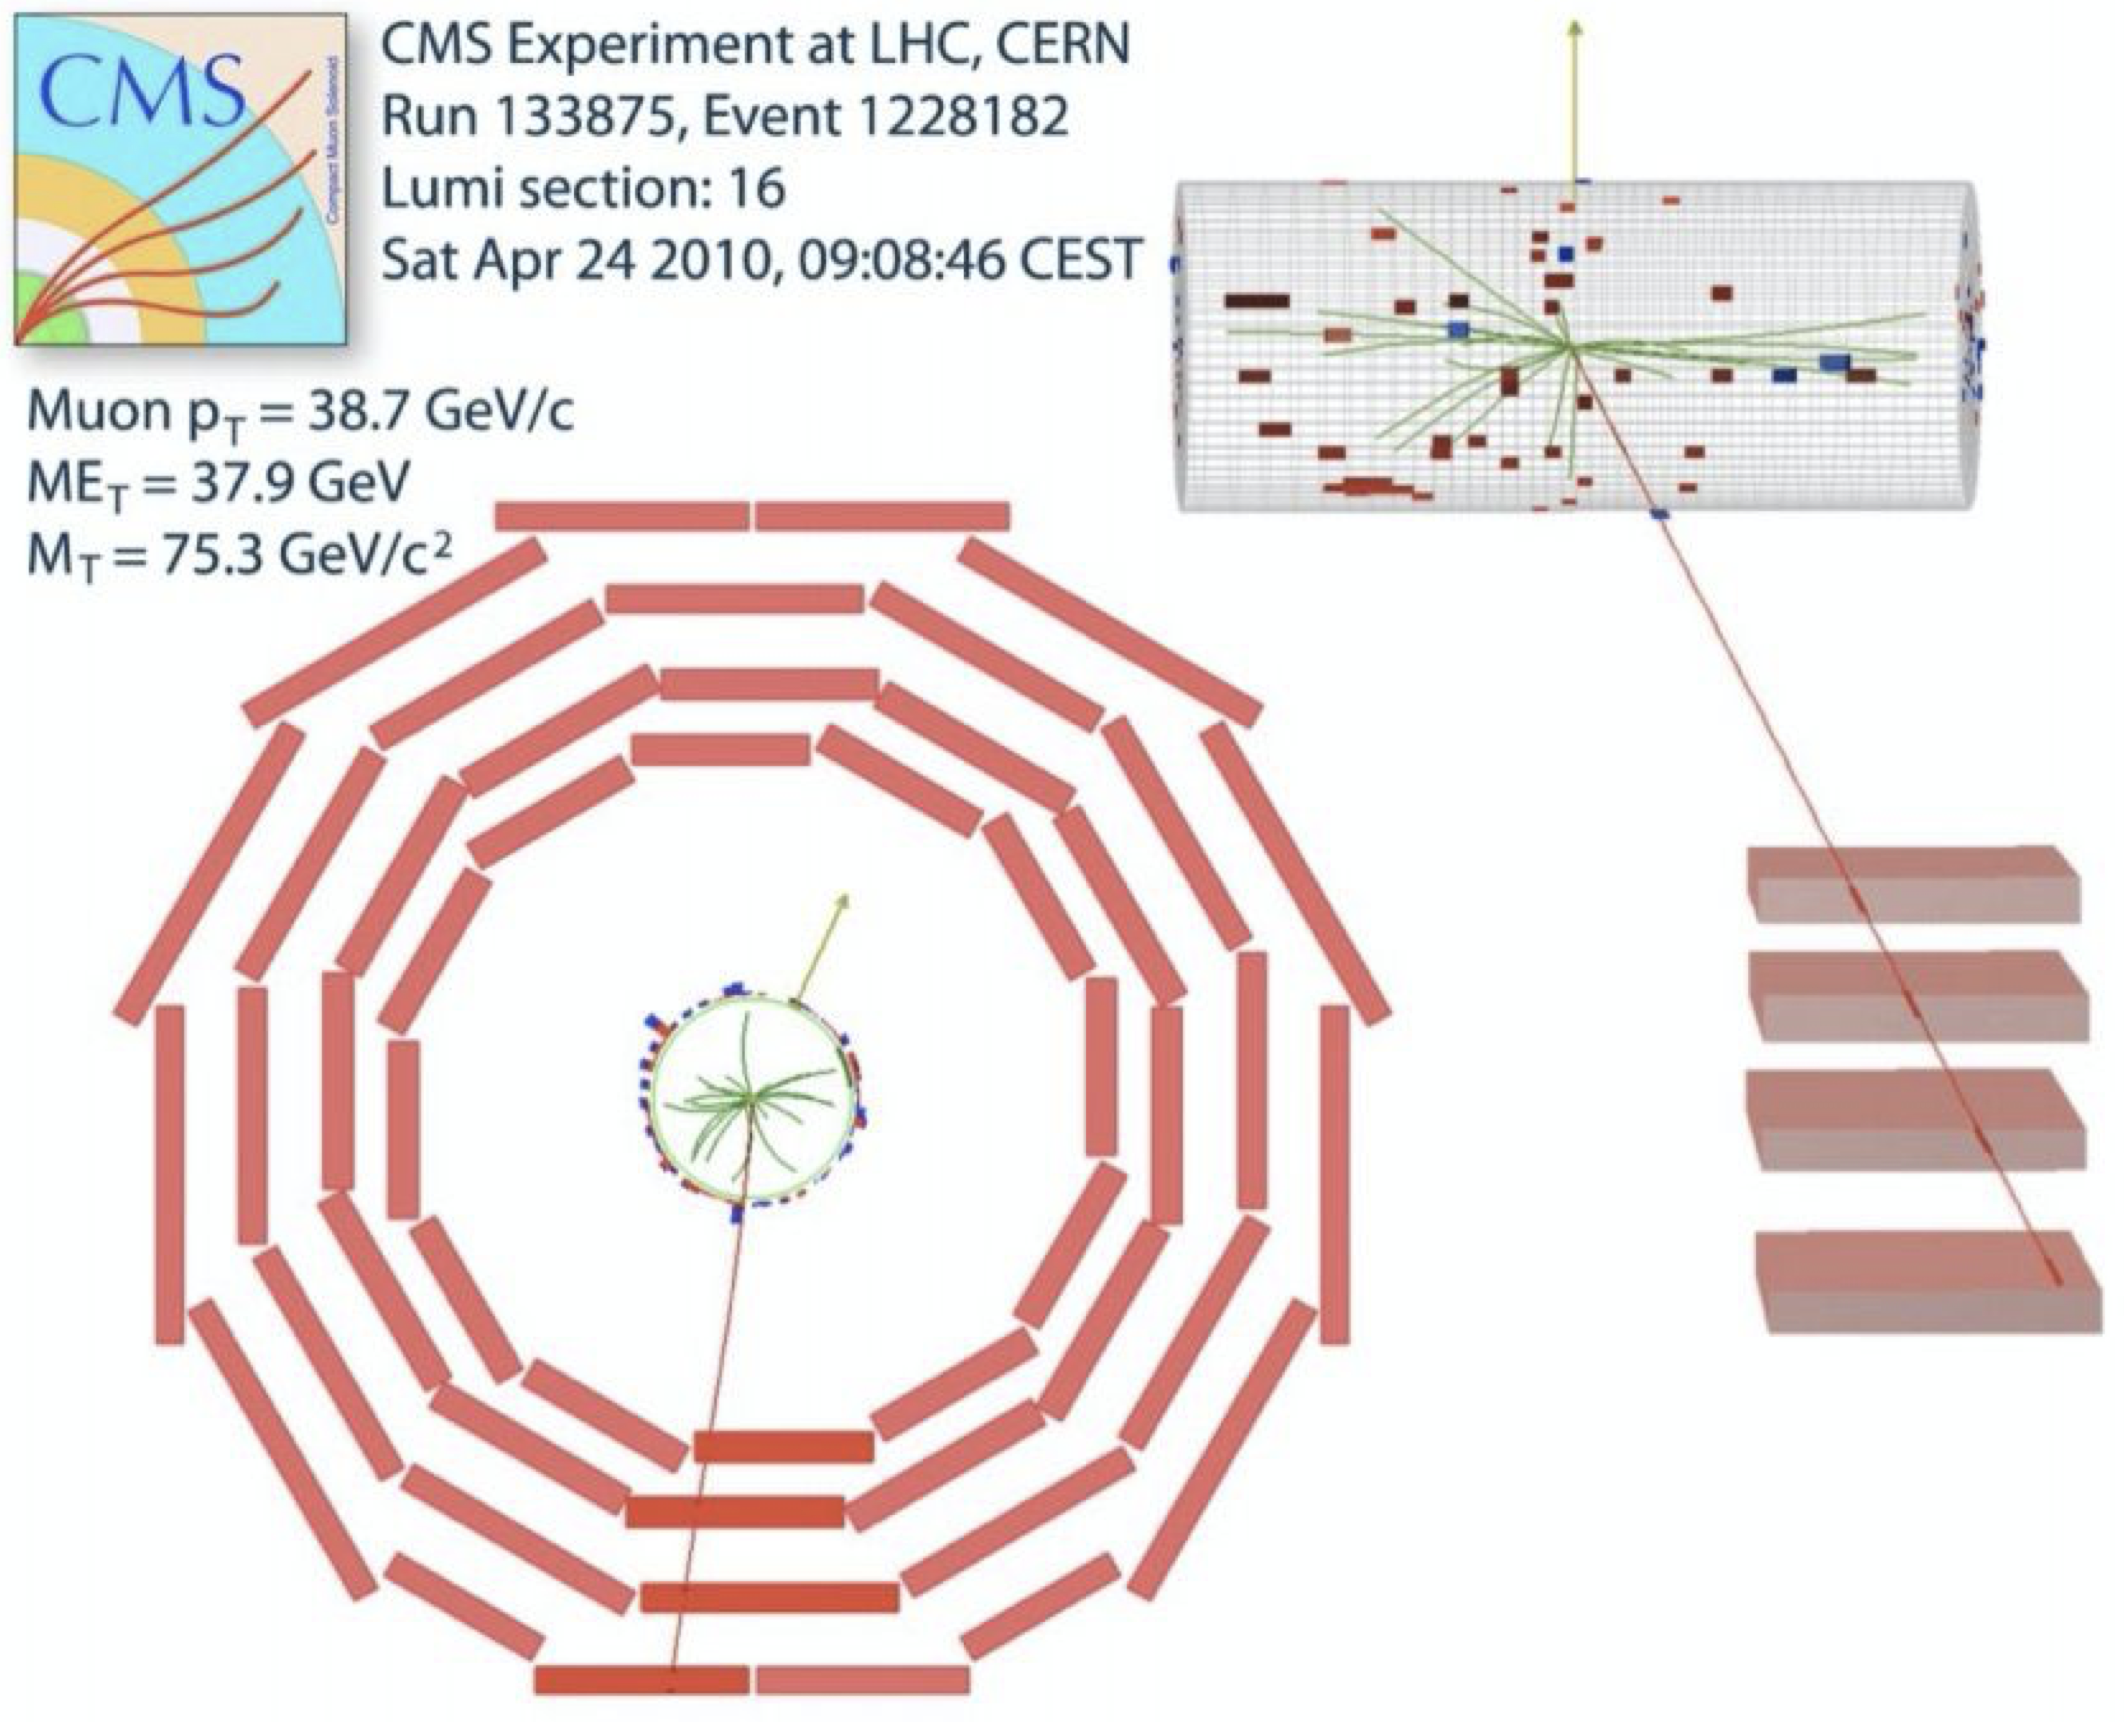 CMS
Compact Muon Solenoid
CMS Experiment at LHC, CERN
Run 133875, Event 1228182
Lumi section: 16
Sat Apr 24 2010, 09:08:46 CEST
Muon p_T = 38.7 GeV/c
ME_T = 37.9 GeV
M_T = 75.3 GeV/c²